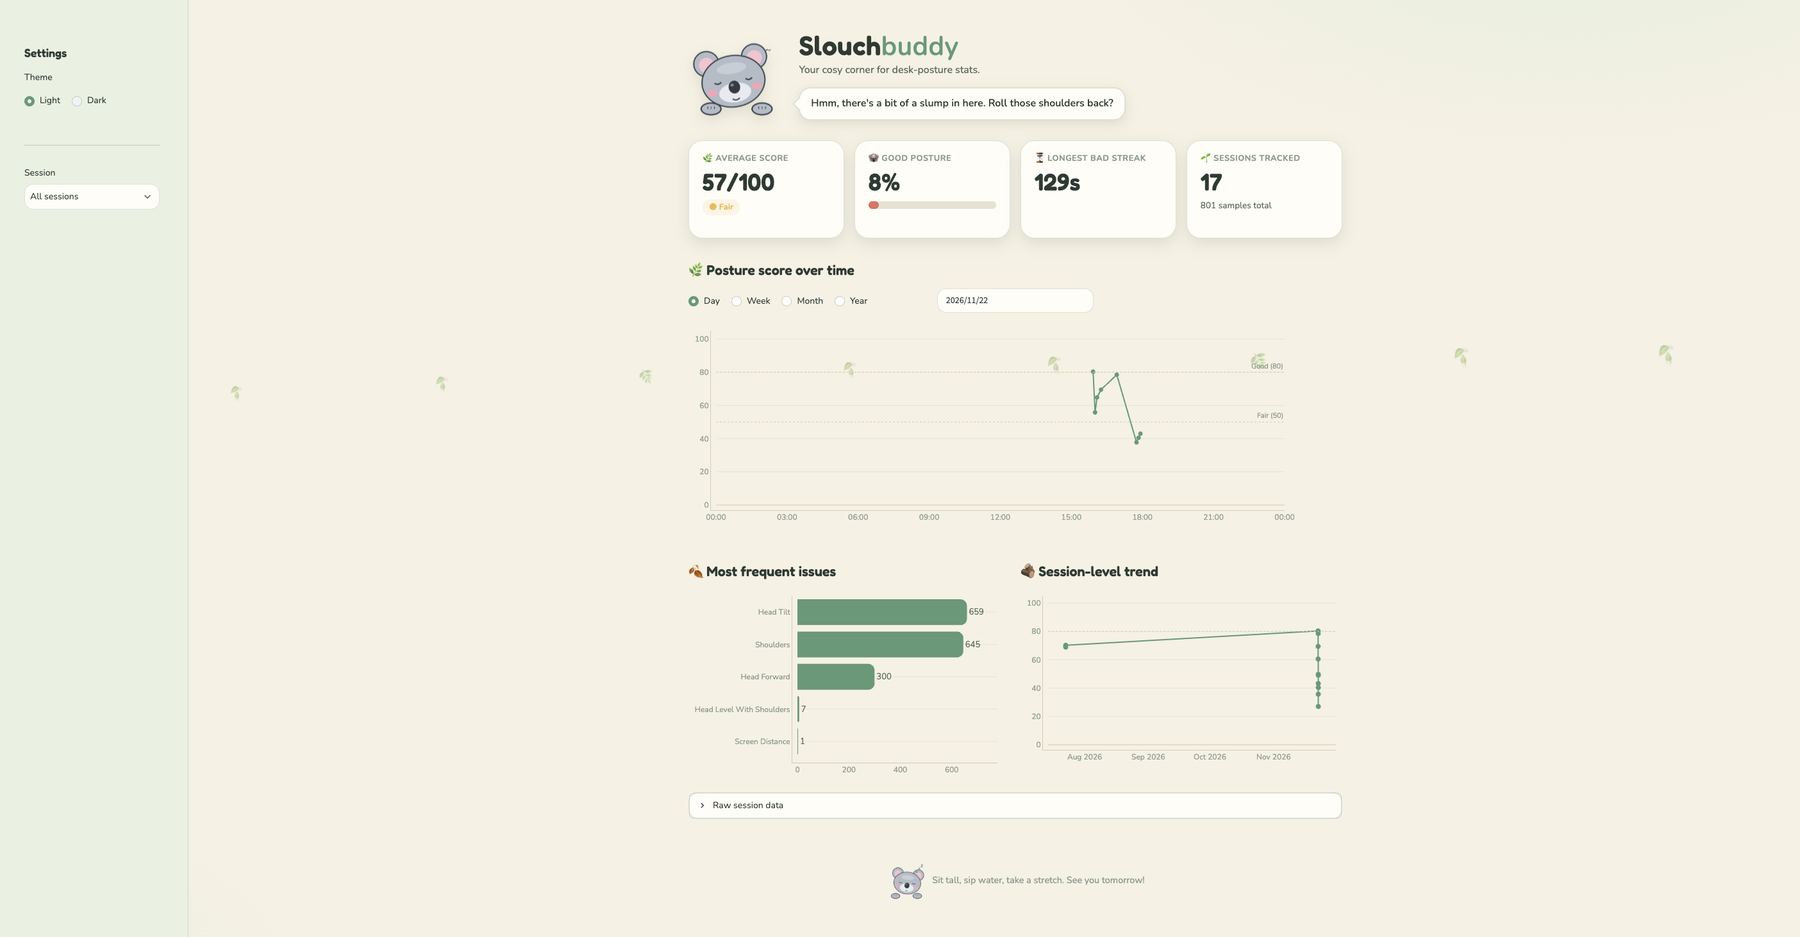 Settings
Theme
Light
Dark
Session
All sessions
Slouchbuddy
Your cosy corner for desk-posture stats.
Hmm, there's a bit of a slump in here. Roll those shoulders back?
AVERAGE SCORE
57/100
Fair
GOOD POSTURE
8%
LONGEST BAD STREAK
129s
SESSIONS TRACKED
17
801 samples total
Posture score over time
Day
Week
Month
Year
2026/11/22
100
80
60
40
20
0
Good (80)
Fair (50)
00:00
03:00
06:00
09:00
12:00
15:00
18:00
21:00
00:00
Most frequent issues
Head Tilt
659
Shoulders
645
Head Forward
300
Head Level With Shoulders
7
Screen Distance
1
0
200
400
600
Session-level trend
100
80
60
40
20
0
Aug 2026
Sep 2026
Oct 2026
Nov 2026
Raw session data
Sit tall, sip water, take a stretch. See you tomorrow!